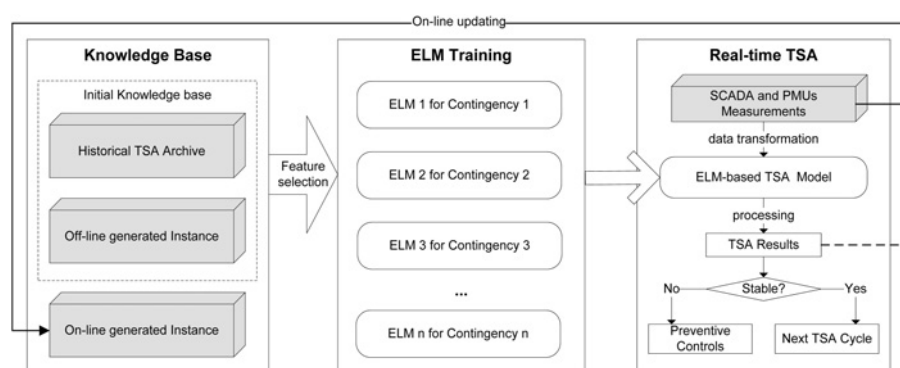 On-line updating
Knowledge Base
Initial Knowledge base
Historical TSA Archive
Off-line generated Instance
On-line generated Instance
Feature
selection
ELM Training
ELM 1 for Contingency 1
ELM 2 for Contingency 2
ELM 3 for Contingency 3
...
ELM n for Contingency n
Real-time TSA
SCADA and PMUs
Measurements
data transformation
ELM-based TSA Model
processing
TSA Results
Stable?
No
Yes
Preventive
Controls
Next TSA Cycle